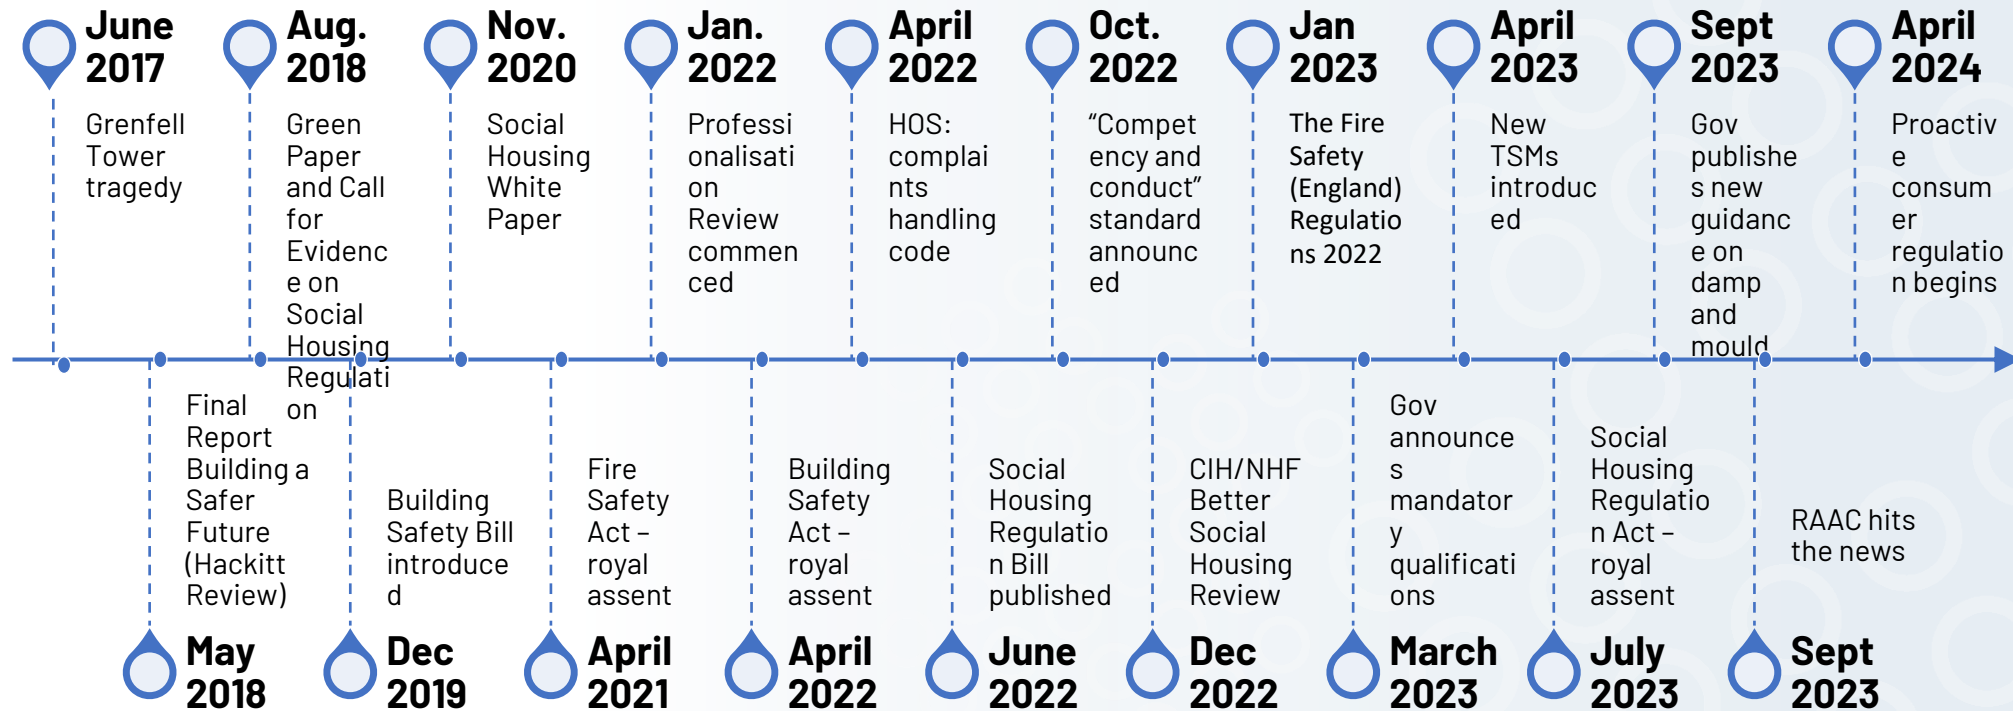 June
2017
Grenfell
Tower
tragedy
Aug.
2018
Green
Paper
and Call
for
Evidenc
e on
Social
Housing
Regulati
on
Nov.
2020
Social
Housing
White
Paper
Jan.
2022
Professi
onalisati
on
Review
commen
ced
April
2022
HOS:
complai
nts
handling
code
Oct.
2022
“Compet
ency and
conduct”
standard
announc
ed
Jan
2023
The Fire
Safety
(England)
Regulatio
ns 2022
April
2023
New
TSMs
introduc
ed
Sept
2023
Gov
publishe
s new
guidanc
e on
damp
and
mould
April
2024
Proactiv
e
consum
er
regulatio
n begins
Final
Report
Building a
Safer
Future
(Hackitt
Review)
May
2018
Building
Safety Bill
introduce
d
Dec
2019
Fire
Safety
Act –
royal
assent
April
2021
Building
Safety
Act –
royal
assent
April
2022
Social
Housing
Regulatio
n Bill
published
June
2022
CIH/NHF
Better
Social
Housing
Review
Dec
2022
Gov
announce
s
mandator
y
qualificati
ons
March
2023
Social
Housing
Regulatio
n Act –
royal
assent
July
2023
RAAC hits
the news
Sept
2023